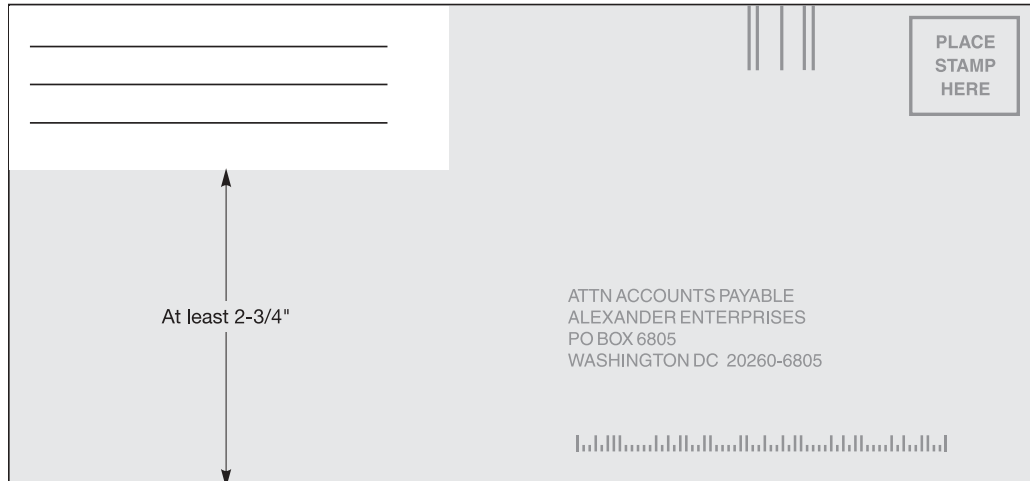 PLACE
STAMP
HERE
At least 2-3/4"
ATTN ACCOUNTS PAYABLE
ALEXANDER ENTERPRISES
PO BOX 6805
WASHINGTON DC  20260-6805